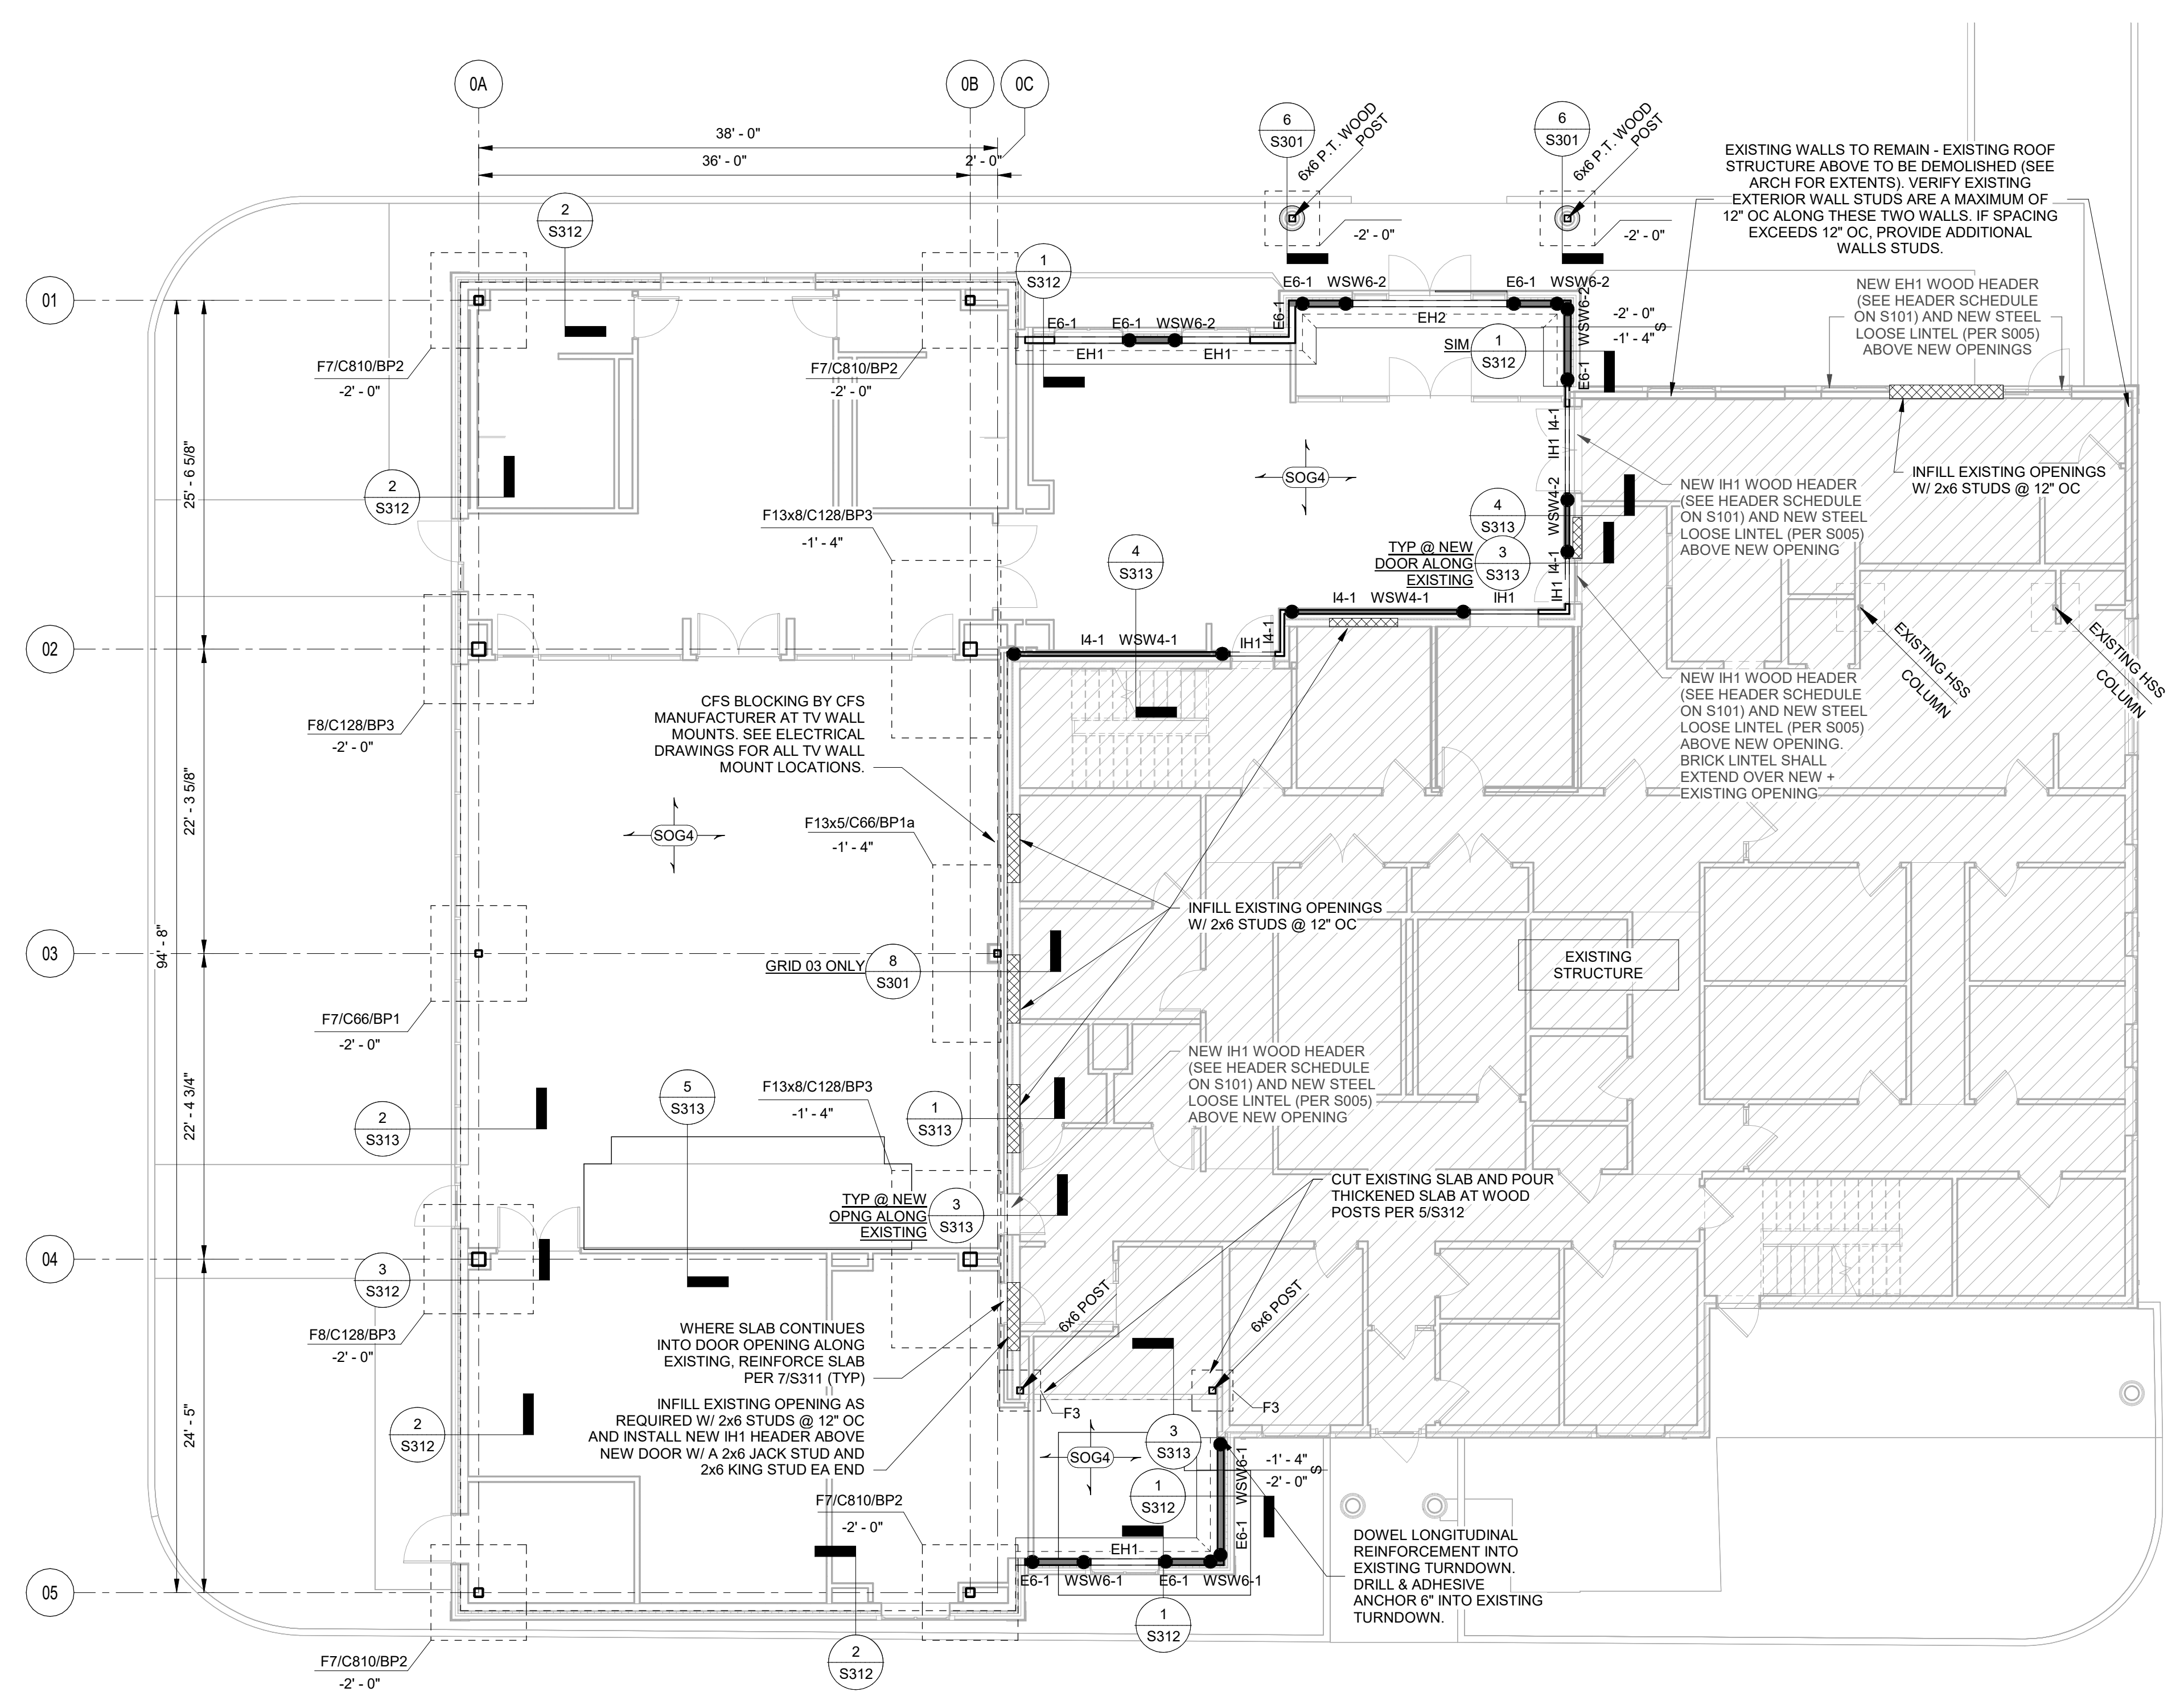 0A
0B
0C
38' - 0"
36' - 0"
2' - 0"
6
S301
6x6 P.T. WOOD
POST
-2' - 0"
6
S301
6x6 P.T. WOOD
POST
-2' - 0"
EXISTING WALLS TO REMAIN - EXISTING ROOF
STRUCTURE ABOVE TO BE DEMOLISHED (SEE
ARCH FOR EXTENTS). VERIFY EXISTING
EXTERIOR WALL STUDS ARE A MAXIMUM OF
12" OC ALONG THESE TWO WALLS. IF SPACING
EXCEEDS 12" OC, PROVIDE ADDITIONAL
WALLS STUDS.
2
S312
1
S312
01
E6-1 WSW6-2
E6-1 WSW6-2
E6-1
E6-1
E6-1 WSW6-2
EH1
EH1
EH2
E6-1 WSW6-2
-2' - 0"
-1' - 4"
S
SIM
1
S312
NEW EH1 WOOD HEADER
(SEE HEADER SCHEDULE
ON S101) AND NEW STEEL
LOOSE LINTEL (PER S005)
ABOVE NEW OPENINGS
F7/C810/BP2
-2' - 0"
F7/C810/BP2
-2' - 0"
25' - 6 5/8"
2
S312
SOG4
IH1 I4-1
WSW4-2
IH1 I4-1
4
S313
3
S313
TYP @ NEW
DOOR ALONG
EXISTING
NEW IH1 WOOD HEADER
(SEE HEADER SCHEDULE
ON S101) AND NEW STEEL
LOOSE LINTEL (PER S005)
ABOVE NEW OPENING
INFILL EXISTING OPENINGS
W/ 2x6 STUDS @ 12" OC
F13x8/C128/BP3
-1' - 4"
4
S313
I4-1 WSW4-1
IH1
I4-1 WSW4-1
IH1
I4-1
02
EXISTING HSS
COLUMN
EXISTING HSS
COLUMN
NEW IH1 WOOD HEADER
(SEE HEADER SCHEDULE
ON S101) AND NEW STEEL
LOOSE LINTEL (PER S005)
ABOVE NEW OPENING.
BRICK LINTEL SHALL
EXTEND OVER NEW +
EXISTING OPENING
F8/C128/BP3
-2' - 0"
CFS BLOCKING BY CFS
MANUFACTURER AT TV WALL
MOUNTS. SEE ELECTRICAL
DRAWINGS FOR ALL TV WALL
MOUNT LOCATIONS.
22' - 3 5/8"
SOG4
F13x5/C66/BP1a
-1' - 4"
INFILL EXISTING OPENINGS
W/ 2x6 STUDS @ 12" OC
94' - 8"
03
GRID 03 ONLY
8
S301
EXISTING
STRUCTURE
F7/C66/BP1
-2' - 0"
NEW IH1 WOOD HEADER
(SEE HEADER SCHEDULE
ON S101) AND NEW STEEL
LOOSE LINTEL (PER S005)
ABOVE NEW OPENING
22' - 4 3/4"
2
S313
5
S313
F13x8/C128/BP3
-1' - 4"
1
S313
TYP @ NEW
OPNG ALONG
EXISTING
3
S313
CUT EXISTING SLAB AND POUR
THICKENED SLAB AT WOOD
POSTS PER 5/S312
04
3
S312
F8/C128/BP3
-2' - 0"
6x6 POST
6x6 POST
WHERE SLAB CONTINUES
INTO DOOR OPENING ALONG
EXISTING, REINFORCE SLAB
PER 7/S311 (TYP)
INFILL EXISTING OPENING AS
REQUIRED W/ 2x6 STUDS @ 12" OC
AND INSTALL NEW IH1 HEADER ABOVE
NEW DOOR W/ A 2x6 JACK STUD AND
2x6 KING STUD EA END
F3
F3
24' - 5"
2
S312
SOG4
3
S313
-1' - 4"
-2' - 0"
S
E6-1 WSW6-1
1
S312
F7/C810/BP2
-2' - 0"
EH1
E6-1 WSW6-1
E6-1 WSW6-1
DOWEL LONGITUDINAL
REINFORCEMENT INTO
EXISTING TURNDOWN.
DRILL & ADHESIVE
ANCHOR 6" INTO EXISTING
TURNDOWN.
05
1
S312
2
S312
F7/C810/BP2
-2' - 0"